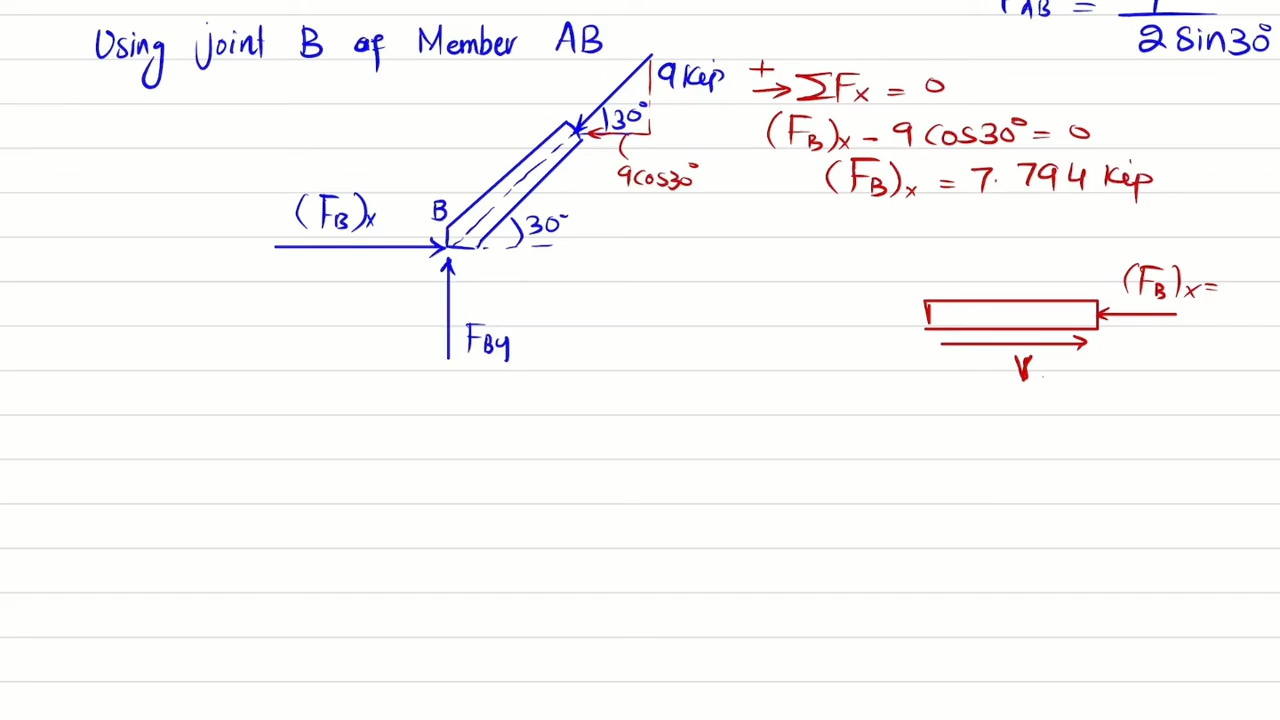 Using joint B of Member AB
AB =
2 sin30°
9 Kip
+
→ ΣFx = 0
30°
(FB)x - 9 cos30° = 0
9cos30°
(FB)x = 7.794 Kip
(FB)x
B
30°
(FB)x =
V
FBy